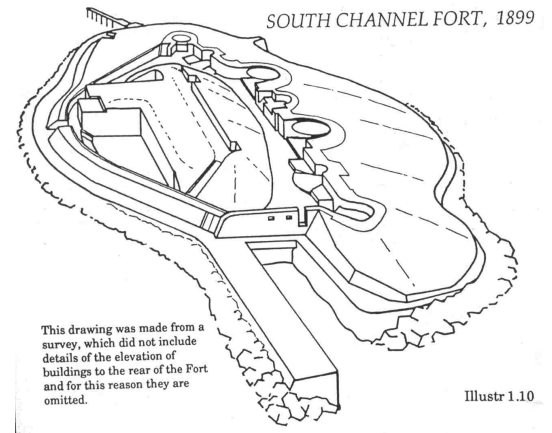 SOUTH CHANNEL FORT, 1899
This drawing was made from a
survey, which did not include
details of the elevation of
buildings to the rear of the Fort
and for this reason they are
omitted.
Illustr 1.10